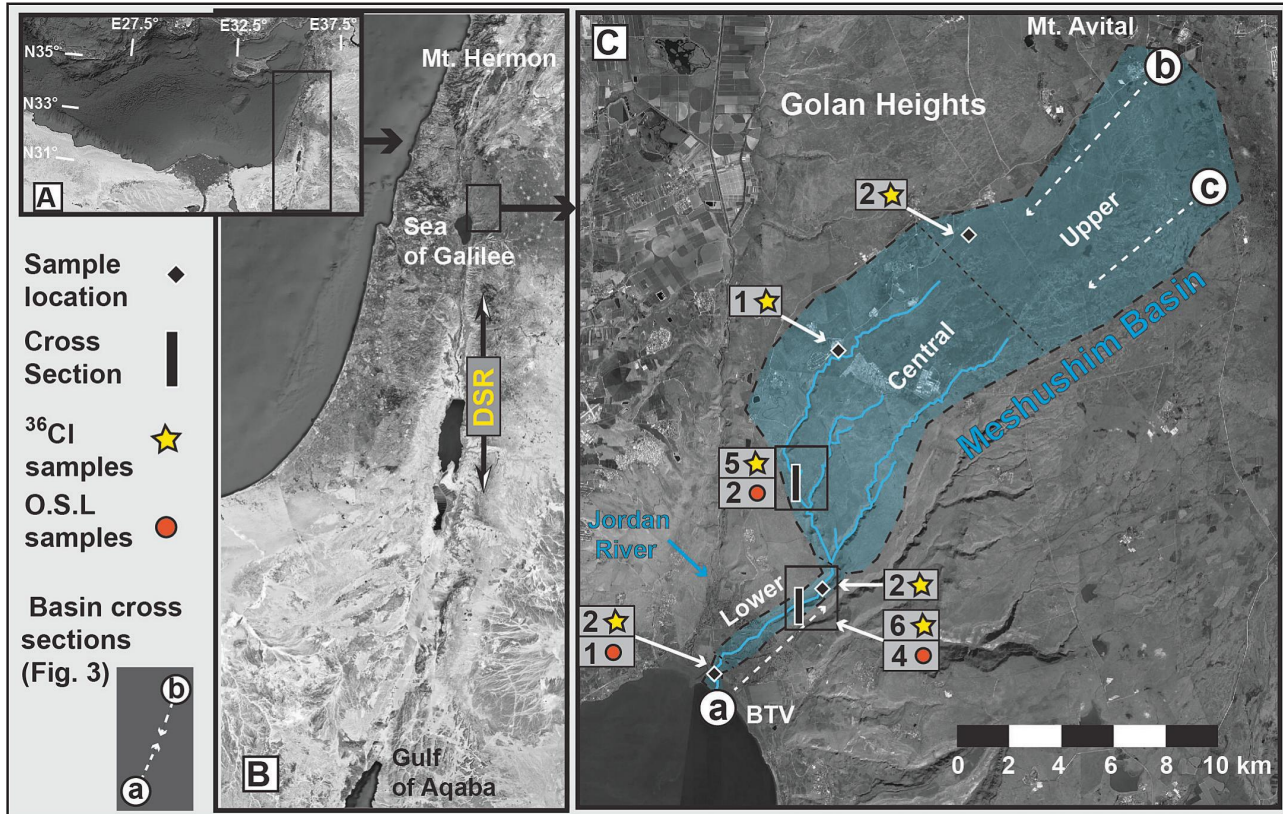 E27.5°
E32.5°
E37.5°
N35°
N33°
N31°
A
Sample
location
Cross
Section
³⁶Cl
samples
O.S.L
samples
Basin cross
sections
(Fig. 3)
b
a
Mt. Hermon
Sea
of Galilee
DSR
Gulf
of Aqaba
B
C
Mt. Avital
b
Golan Heights
c
2
Upper
1
Central
Meshushim Basin
5
2
Jordan
River
Lower
2
2
1
6
4
a
BTV
0 2 4 6 8 10 km